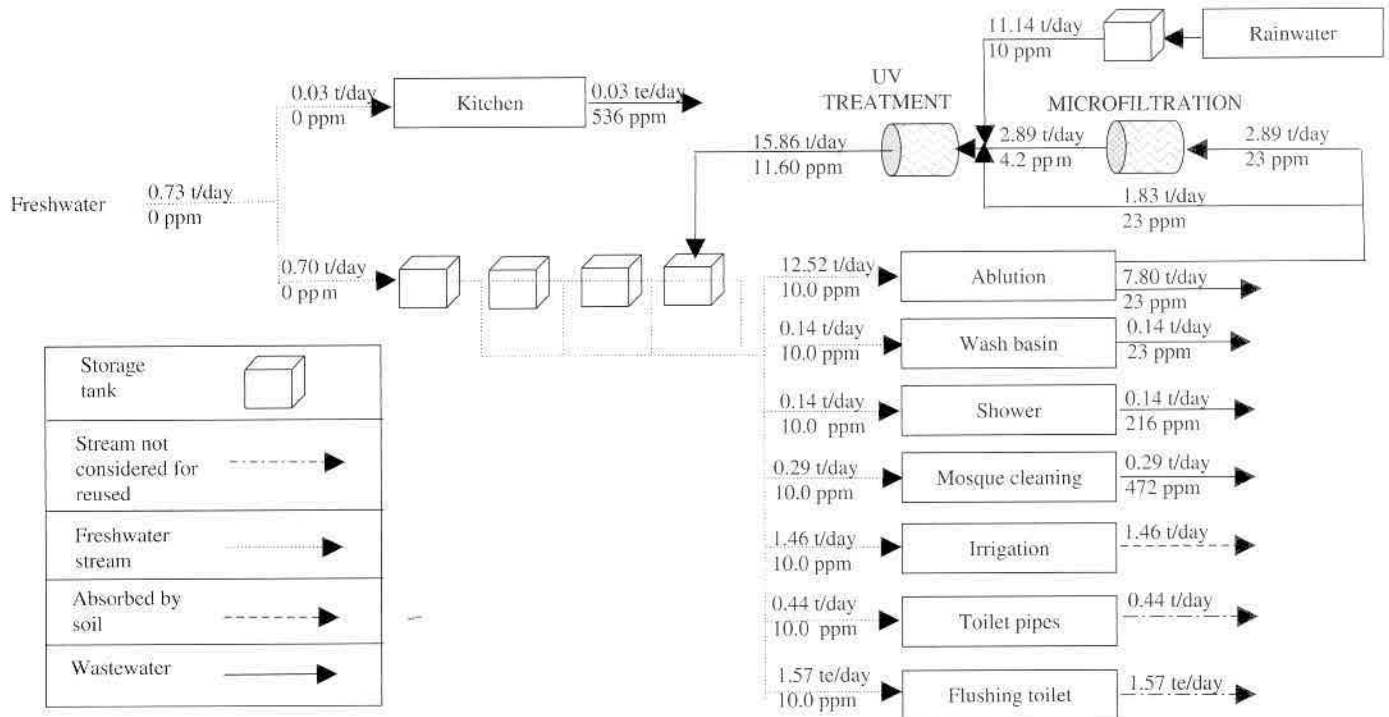 11.14 t/day
10 ppm
Rainwater
UV
TREATMENT
MICROFILTRATION
0.03 t/day
0 ppm
Kitchen
0.03 te/day
536 ppm
15.86 t/day
11.60 ppm
2.89 t/day
4.2 ppm
2.89 t/day
23 ppm
1.83 t/day
23 ppm
Freshwater
0.73 t/day
0 ppm
0.70 t/day
0 ppm
12.52 t/day
10.0 ppm
Ablution
7.80 t/day
23 ppm
0.14 t/day
10.0 ppm
Wash basin
0.14 t/day
23 ppm
0.14 t/day
10.0 ppm
Shower
0.14 t/day
216 ppm
0.29 t/day
10.0 ppm
Mosque cleaning
0.29 t/day
472 ppm
1.46 t/day
10.0 ppm
Irrigation
1.46 t/day
0.44 t/day
10.0 ppm
Toilet pipes
0.44 t/day
1.57 te/day
10.0 ppm
Flushing toilet
1.57 te/day
Storage
tank
Stream not
considered for
reused
Freshwater
stream
Absorbed by
soil
Wastewater